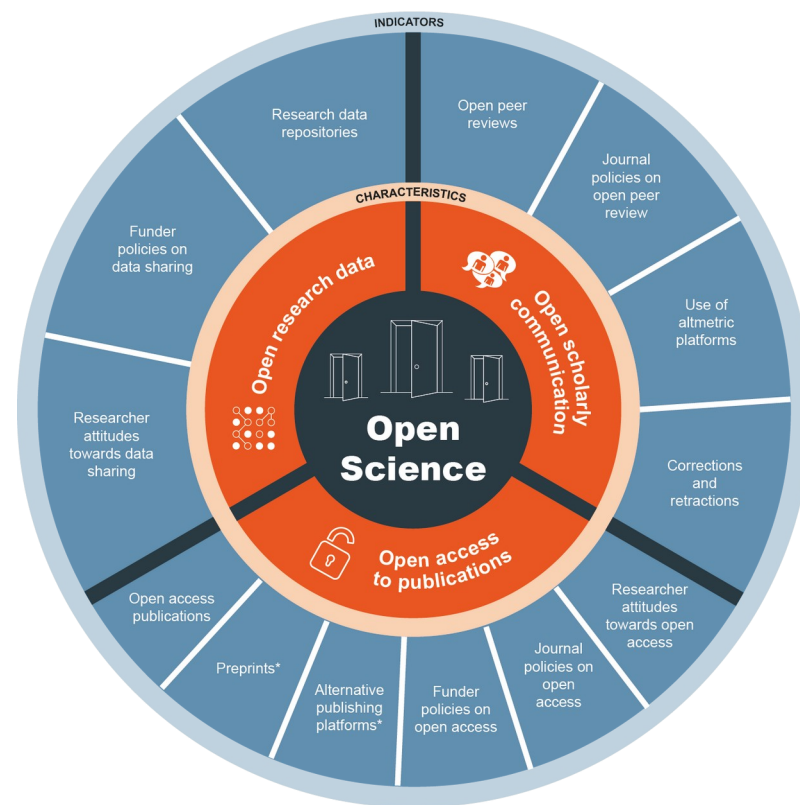 INDICATORS
Research data
repositories
Open peer
reviews
Journal
policies on
open peer
review
Funder
policies on
data sharing
CHARACTERISTICS
Open research data
Open scholarly
communication
Use of
altmetric
platforms
Researcher
attitudes
towards data
sharing
Open
Science
Corrections
and
retractions
Open access
to publications
Open access
publications
Preprints*
Alternative
publishing
platforms*
Funder
policies on
open access
Journal
policies on
open
access
Researcher
attitudes
towards open
access